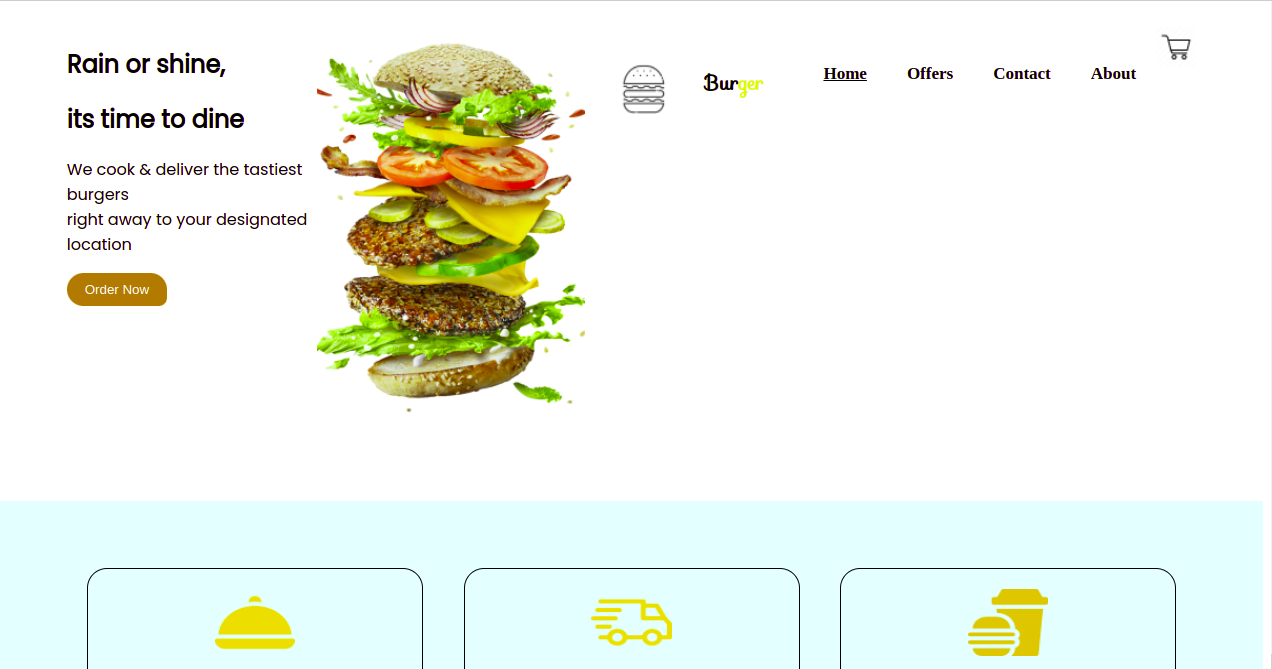 Rain or shine,
its time to dine
We cook & deliver the tastiest
burgers
right away to your designated
location
Order Now
Burger
Home Offers Contact About